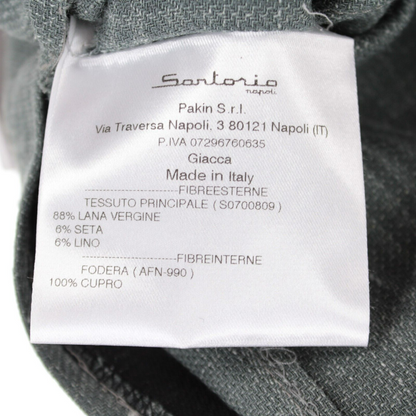 Sartorio
napoli
Pakin S.r.l.
Via Traversa Napoli, 3 80121 Napoli (IT)
P.IVA 07296760635
Giacca
Made in Italy
--------------------------FIBREESTERNE
TESSUTO PRINCIPALE ( S0700809 )
88% LANA VERGINE
6% SETA
6% LINO
--------------------------FIBREINTERNE
FODERA ( AFN-990 )
100% CUPRO